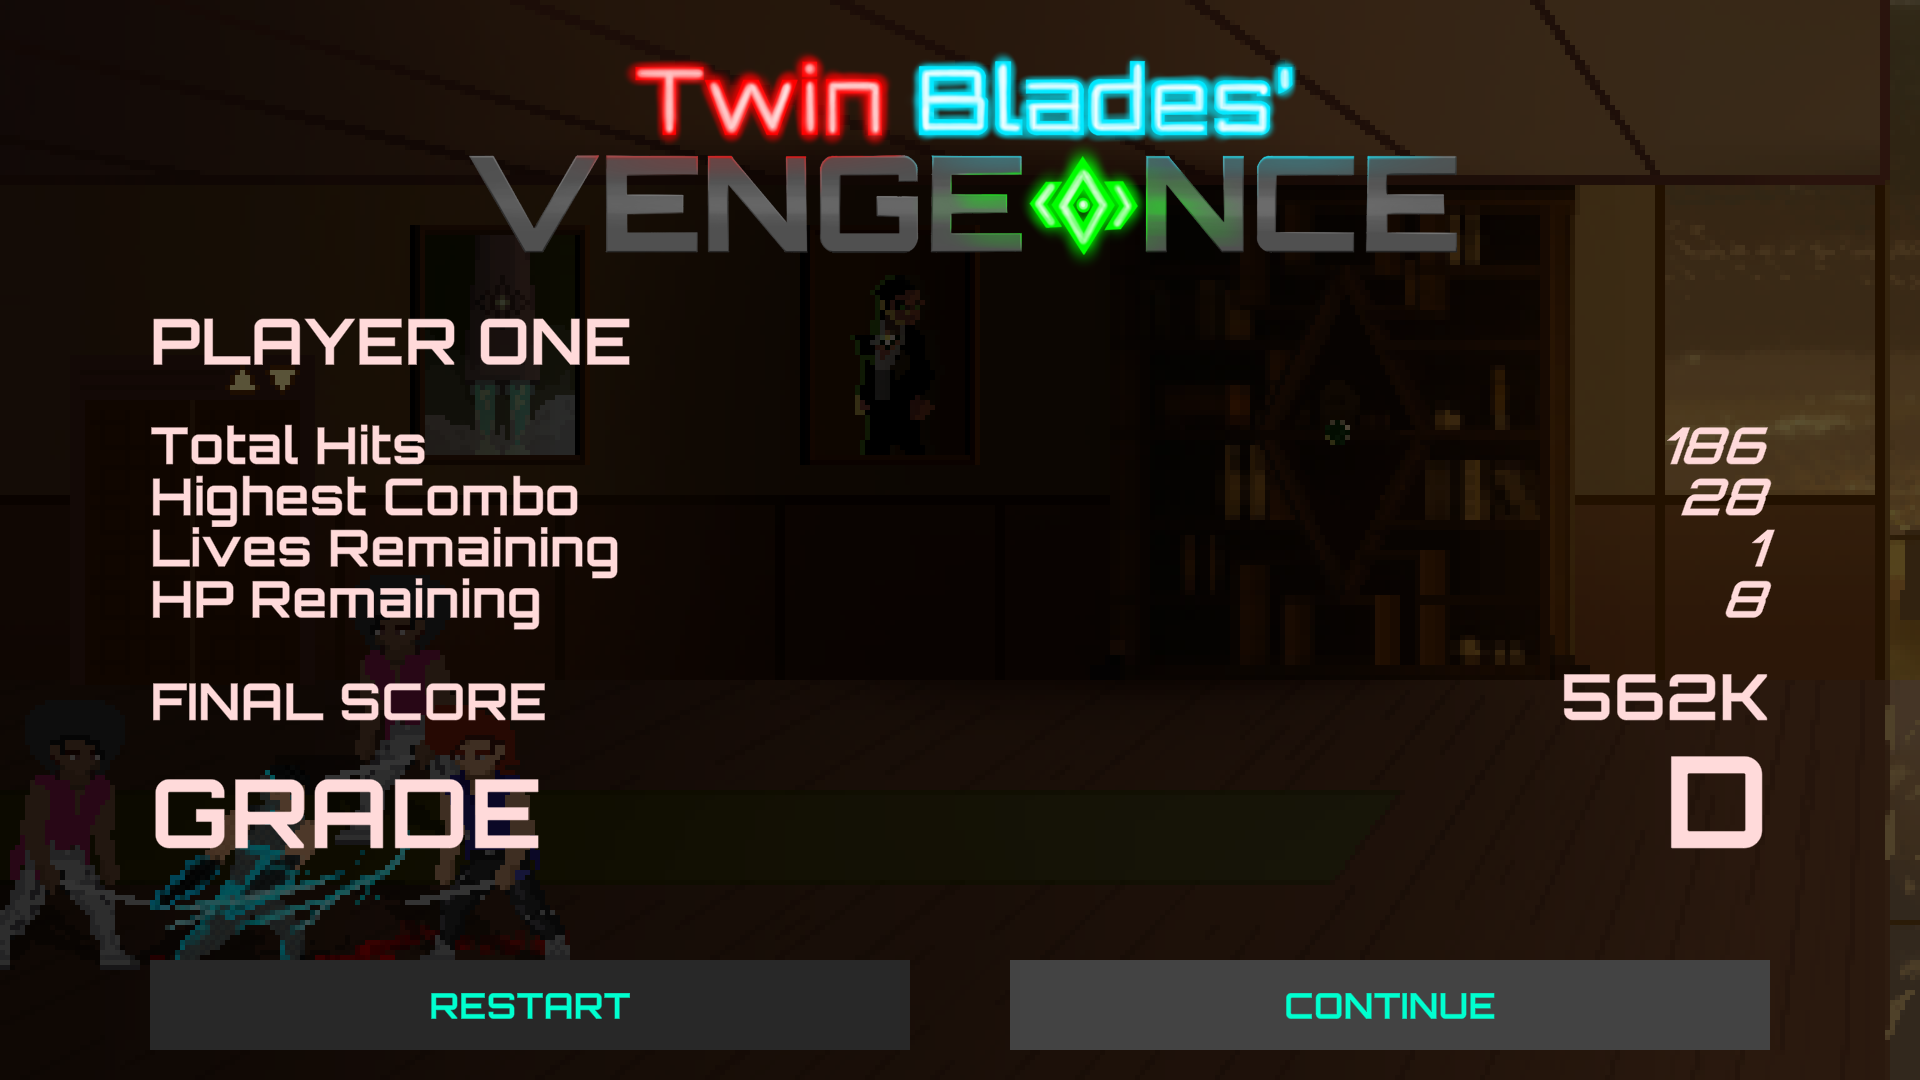 Twin Blades'
VENGEANCE
PLAYER ONE
Total Hits 186
Highest Combo 28
Lives Remaining 1
HP Remaining 8
FINAL SCORE 562K
GRADE D
RESTART CONTINUE